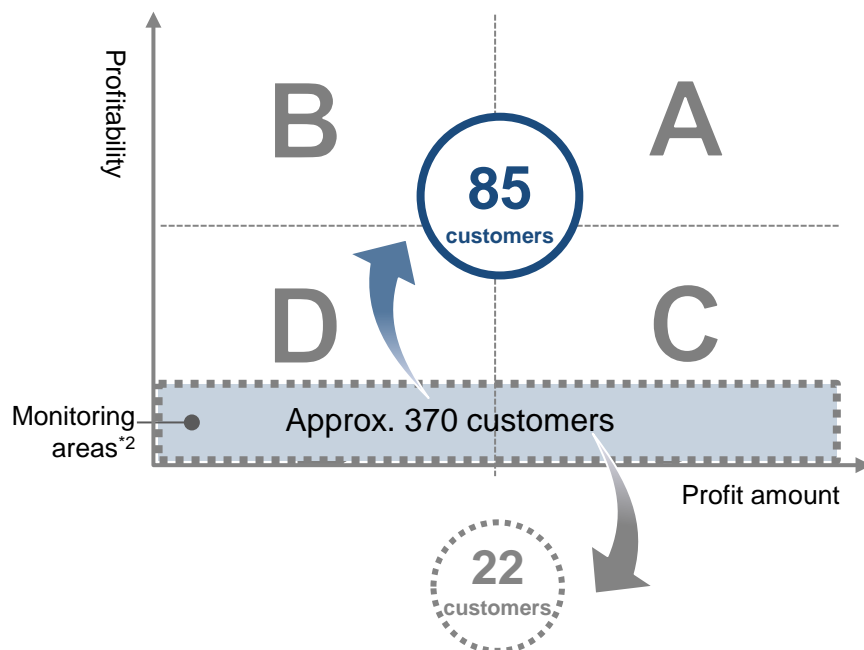 Profitability
B
A
85
customers
D
C
Monitoring
areas*2
Approx. 370 customers
Profit amount
22
customers